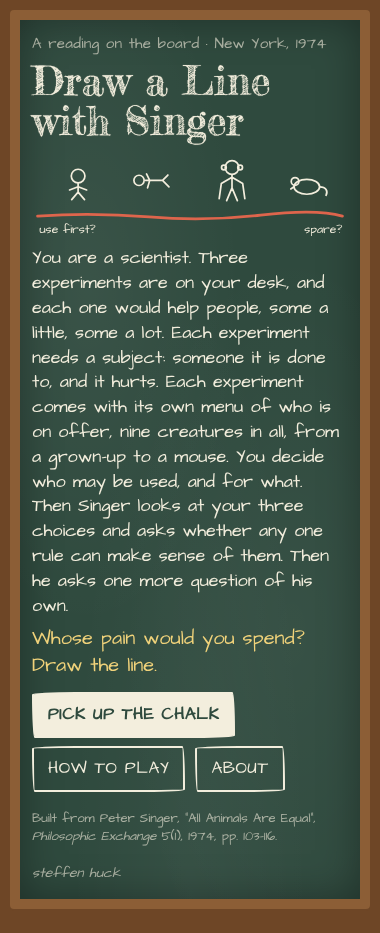 A reading on the board · New York, 1974
Draw a Line
with Singer
use first?
spare?
You are a scientist. Three
experiments are on your desk, and
each one would help people, some a
little, some a lot. Each experiment
needs a subject: someone it is done
to, and it hurts. Each experiment
comes with its own menu of who is
on offer, nine creatures in all, from
a grown-up to a mouse. You decide
who may be used, and for what.
Then Singer looks at your three
choices and asks whether any one
rule can make sense of them. Then
he asks one more question of his
own.
Whose pain would you spend?
Draw the line.
PICK UP THE CHALK
HOW TO PLAY
ABOUT
Built from Peter Singer, "All Animals Are Equal",
Philosophic Exchange 5(1), 1974, pp. 103–116.
steffen huck